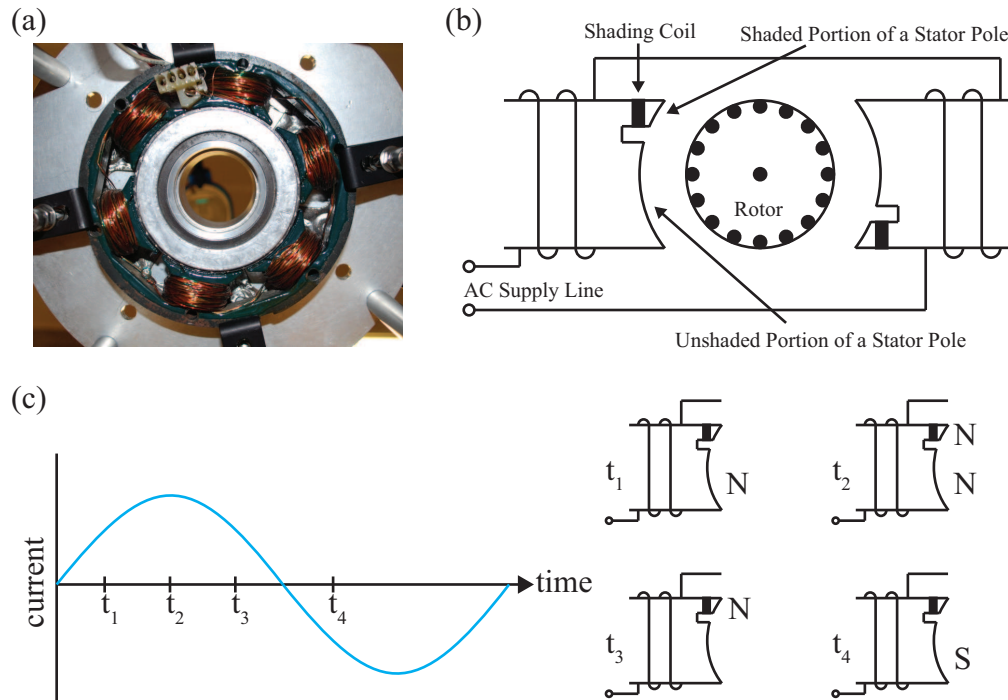 (a)
(b)
Shading Coil
Shaded Portion of a Stator Pole
Rotor
AC Supply Line
Unshaded Portion of a Stator Pole
(c)
current
time
t1
t2
t3
t4
t1
N
t2
N
N
t3
N
t4
S